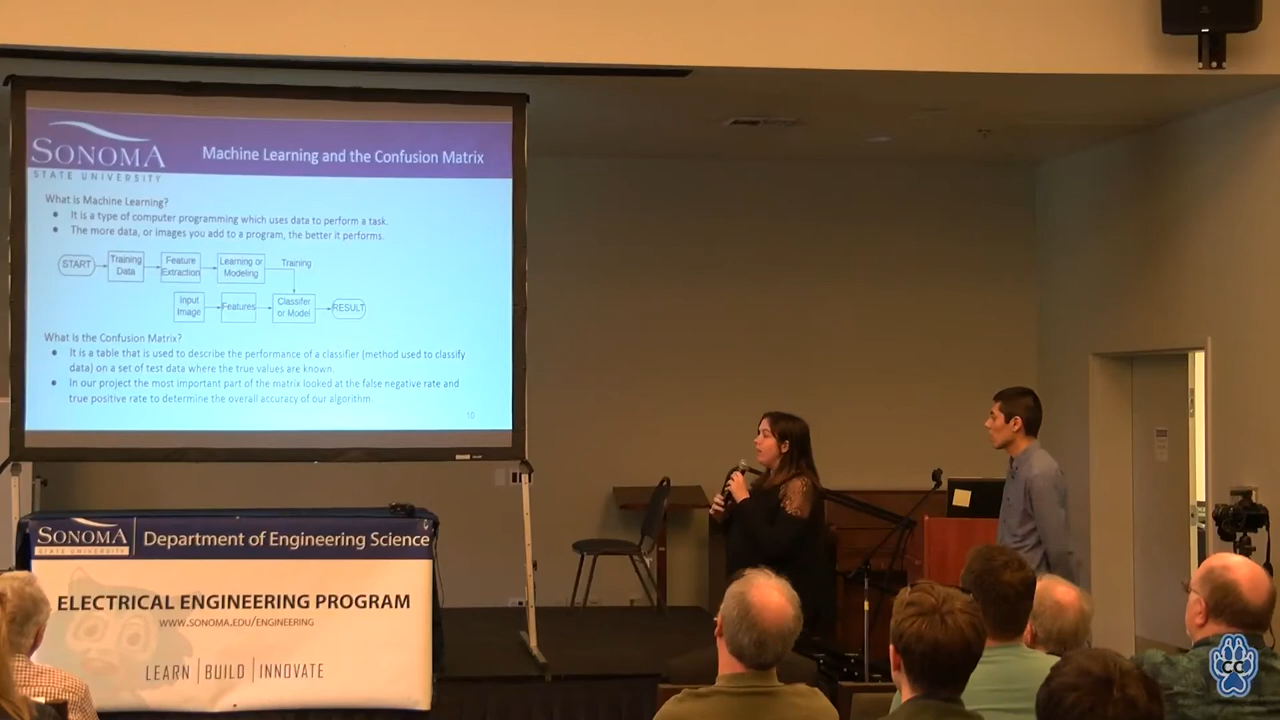 SONOMA
STATE UNIVERSITY
Machine Learning and the Confusion Matrix
What is Machine Learning?
● It is a type of computer programming which uses data to perform a task.
● The more data, or images you add to a program, the better it performs.
START
Training
Data
Feature
Extraction
Learning or
Modeling
Training
Input
Image
Features
Classifer
or Model
RESULT
What is the Confusion Matrix?
● It is a table that is used to describe the performance of a classifier (method used to classify
data) on a set of test data where the true values are known.
● In our project the most important part of the matrix looked at the false negative rate and
true positive rate to determine the overall accuracy of our algorithm.
10
SONOMA
STATE UNIVERSITY
Department of Engineering Science
ELECTRICAL ENGINEERING PROGRAM
WWW.SONOMA.EDU/ENGINEERING
LEARN | BUILD | INNOVATE
CC